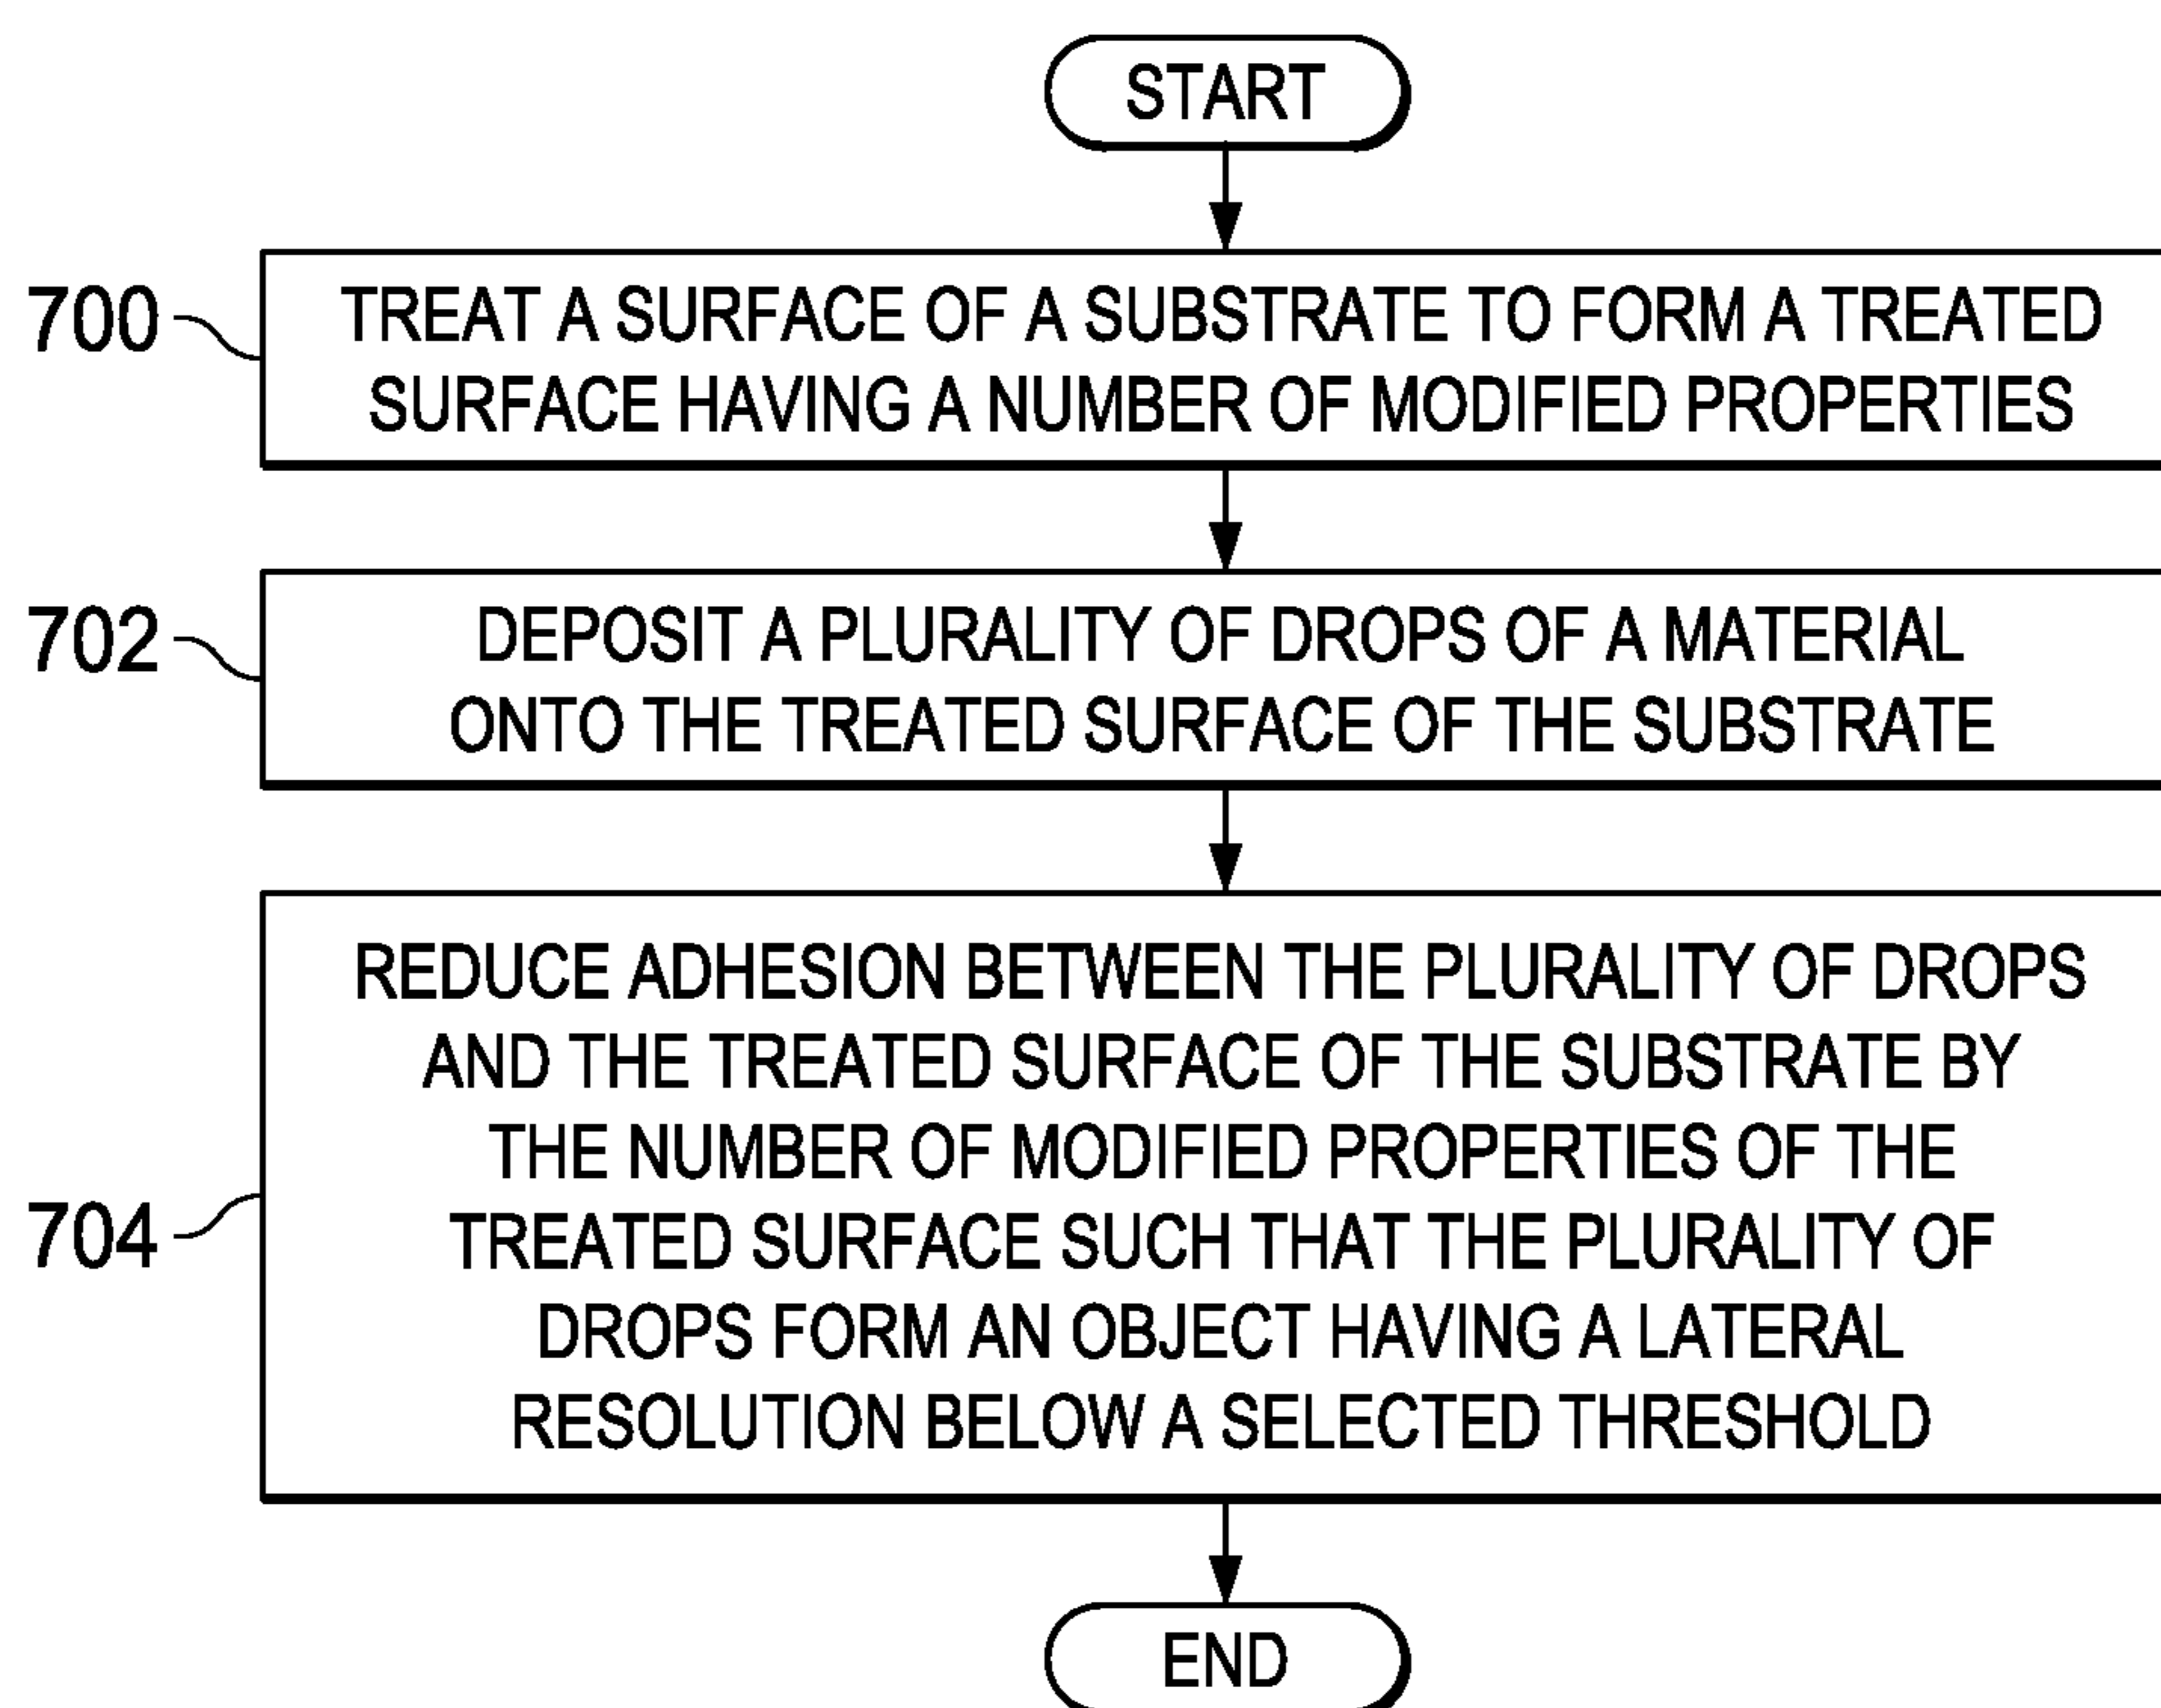 START
700
TREAT A SURFACE OF A SUBSTRATE TO FORM A TREATED
SURFACE HAVING A NUMBER OF MODIFIED PROPERTIES
702
DEPOSIT A PLURALITY OF DROPS OF A MATERIAL
ONTO THE TREATED SURFACE OF THE SUBSTRATE
704
REDUCE ADHESION BETWEEN THE PLURALITY OF DROPS
AND THE TREATED SURFACE OF THE SUBSTRATE BY
THE NUMBER OF MODIFIED PROPERTIES OF THE
TREATED SURFACE SUCH THAT THE PLURALITY OF
DROPS FORM AN OBJECT HAVING A LATERAL
RESOLUTION BELOW A SELECTED THRESHOLD
END